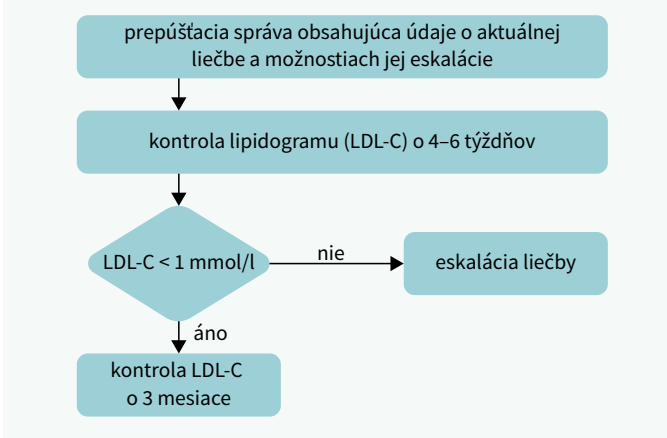 prepúšťacia správa obsahujúca údaje o aktuálnej
liečbe a možnostiach jej eskalácie
kontrola lipidogramu (LDL-C) o 4–6 týždňov
LDL-C < 1 mmol/l
nie
eskalácia liečby
áno
kontrola LDL-C
o 3 mesiace